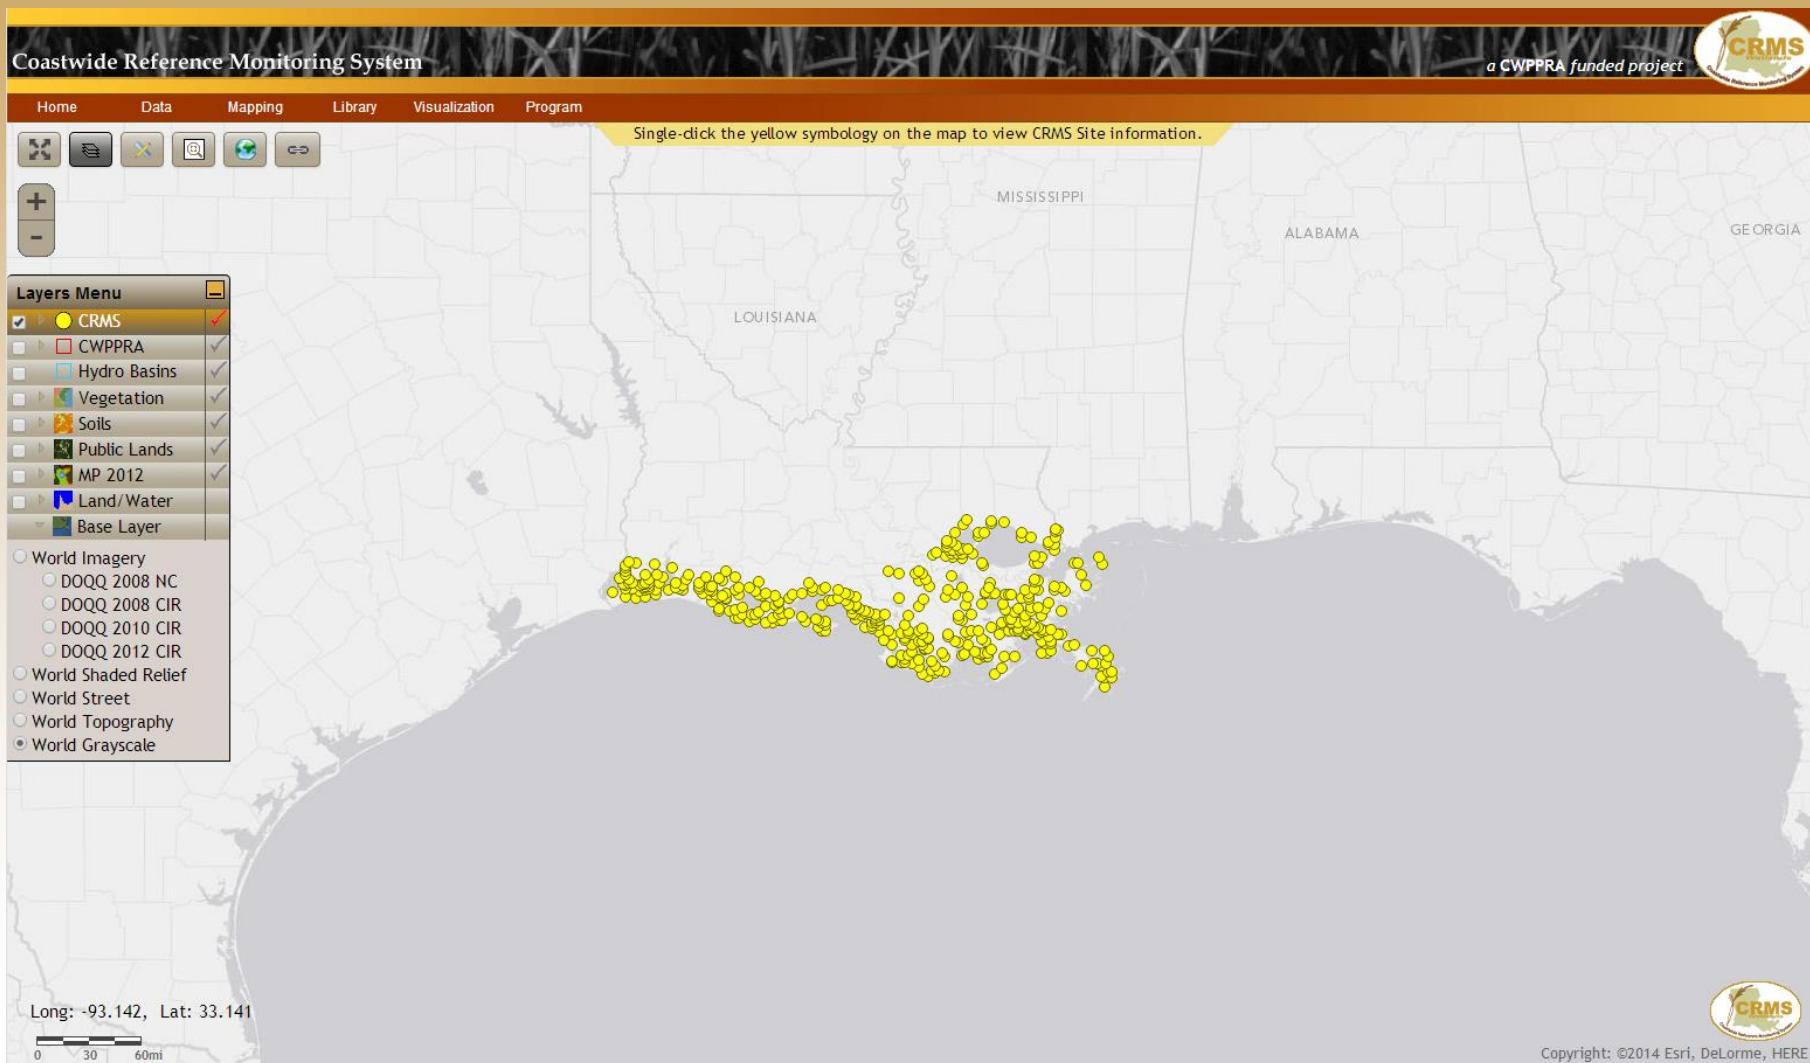 Coastwide Reference Monitoring System
a CWPPRA funded project
CRMS
Home Data Mapping Library Visualization Program
Single-click the yellow symbology on the map to view CRMS Site information.
MISSISSIPPI
ALABAMA
GEORGIA
LOUISIANA
+
-
Layers Menu
CRMS
CWPPRA
Hydro Basins
Vegetation
Soils
Public Lands
MP 2012
Land/Water
Base Layer
World Imagery
DOQQ 2008 NC
DOQQ 2008 CIR
DOQQ 2010 CIR
DOQQ 2012 CIR
World Shaded Relief
World Street
World Topography
World Grayscale
Long: -93.142, Lat: 33.141
0 30 60mi
CRMS
Copyright: ©2014 Esri, DeLorme, HERE